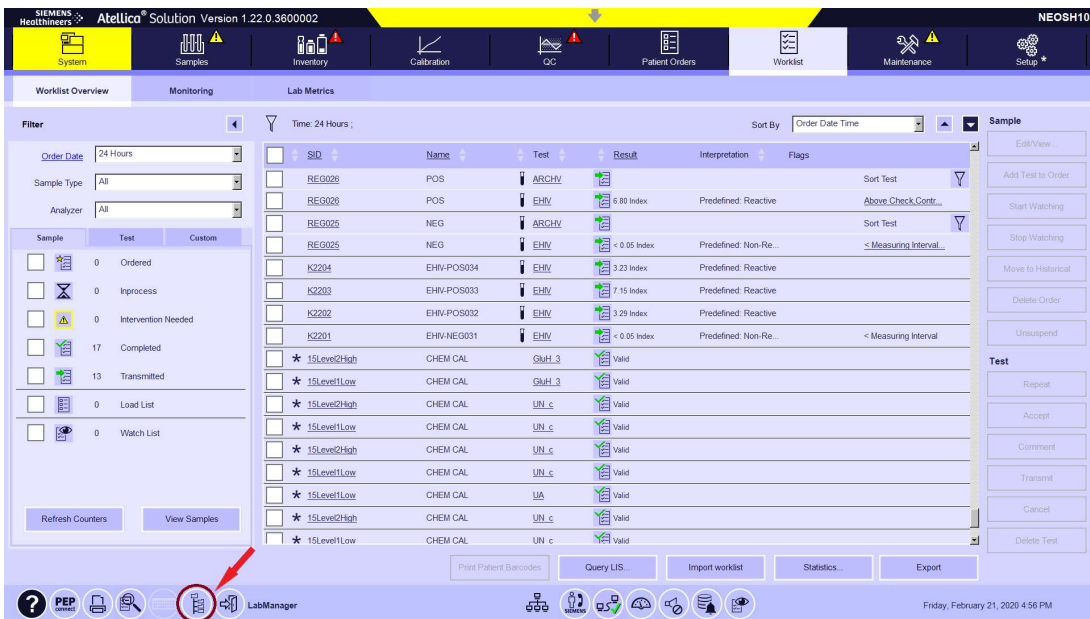 SIEMENS Healthineers Atellica® Solution Version 1.22.0.3600002 NEOSH10
System Samples Inventory Calibration QC Patient Orders Worklist Maintenance Setup *
Worklist Overview Monitoring Lab Metrics
Filter
Order Date 24 Hours
Sample Type All
Analyzer All
Sample Test Custom
0 Ordered
0 Inprocess
0 Intervention Needed
17 Completed
13 Transmitted
0 Load List
0 Watch List
Refresh Counters View Samples
Time: 24 Hours ; Sort By Order Date Time
SID Name Test Result Interpretation Flags
REG026 POS ARCHV Sort Test
REG026 POS EHIV 6.80 Index Predefined: Reactive Above Check,Contr...
REG025 NEG ARCHV Sort Test
REG025 NEG EHIV < 0.05 Index Predefined: Non-Re... < Measuring Interval...
K2204 EHIV-POS034 EHIV 3.23 Index Predefined: Reactive
K2203 EHIV-POS033 EHIV 7.15 Index Predefined: Reactive
K2202 EHIV-POS032 EHIV 3.29 Index Predefined: Reactive
K2201 EHIV-NEG031 EHIV < 0.05 Index Predefined: Non-Re... < Measuring Interval
* 15Level2High CHEM CAL GluH_3 Valid
* 15Level1Low CHEM CAL GluH_3 Valid
* 15Level2High CHEM CAL UN_c Valid
* 15Level1Low CHEM CAL UN_c Valid
* 15Level2High CHEM CAL UN_c Valid
* 15Level1Low CHEM CAL UN_c Valid
* 15Level1Low CHEM CAL UA Valid
* 15Level2High CHEM CAL UN_c Valid
* 15Level1Low CHEM CAL UN_c Valid
Print Patient Barcodes Query LIS... Import worklist Statistics... Export
Sample
Edit/View...
Add Test to Order
Start Watching
Stop Watching
Move to Historical
Delete Order
Unsuspend
Test
Repeat
Accept
Comment
Transmit
Cancel
Delete Test
? PEP connect LabManager SIEMENS Friday, February 21, 2020 4:56 PM